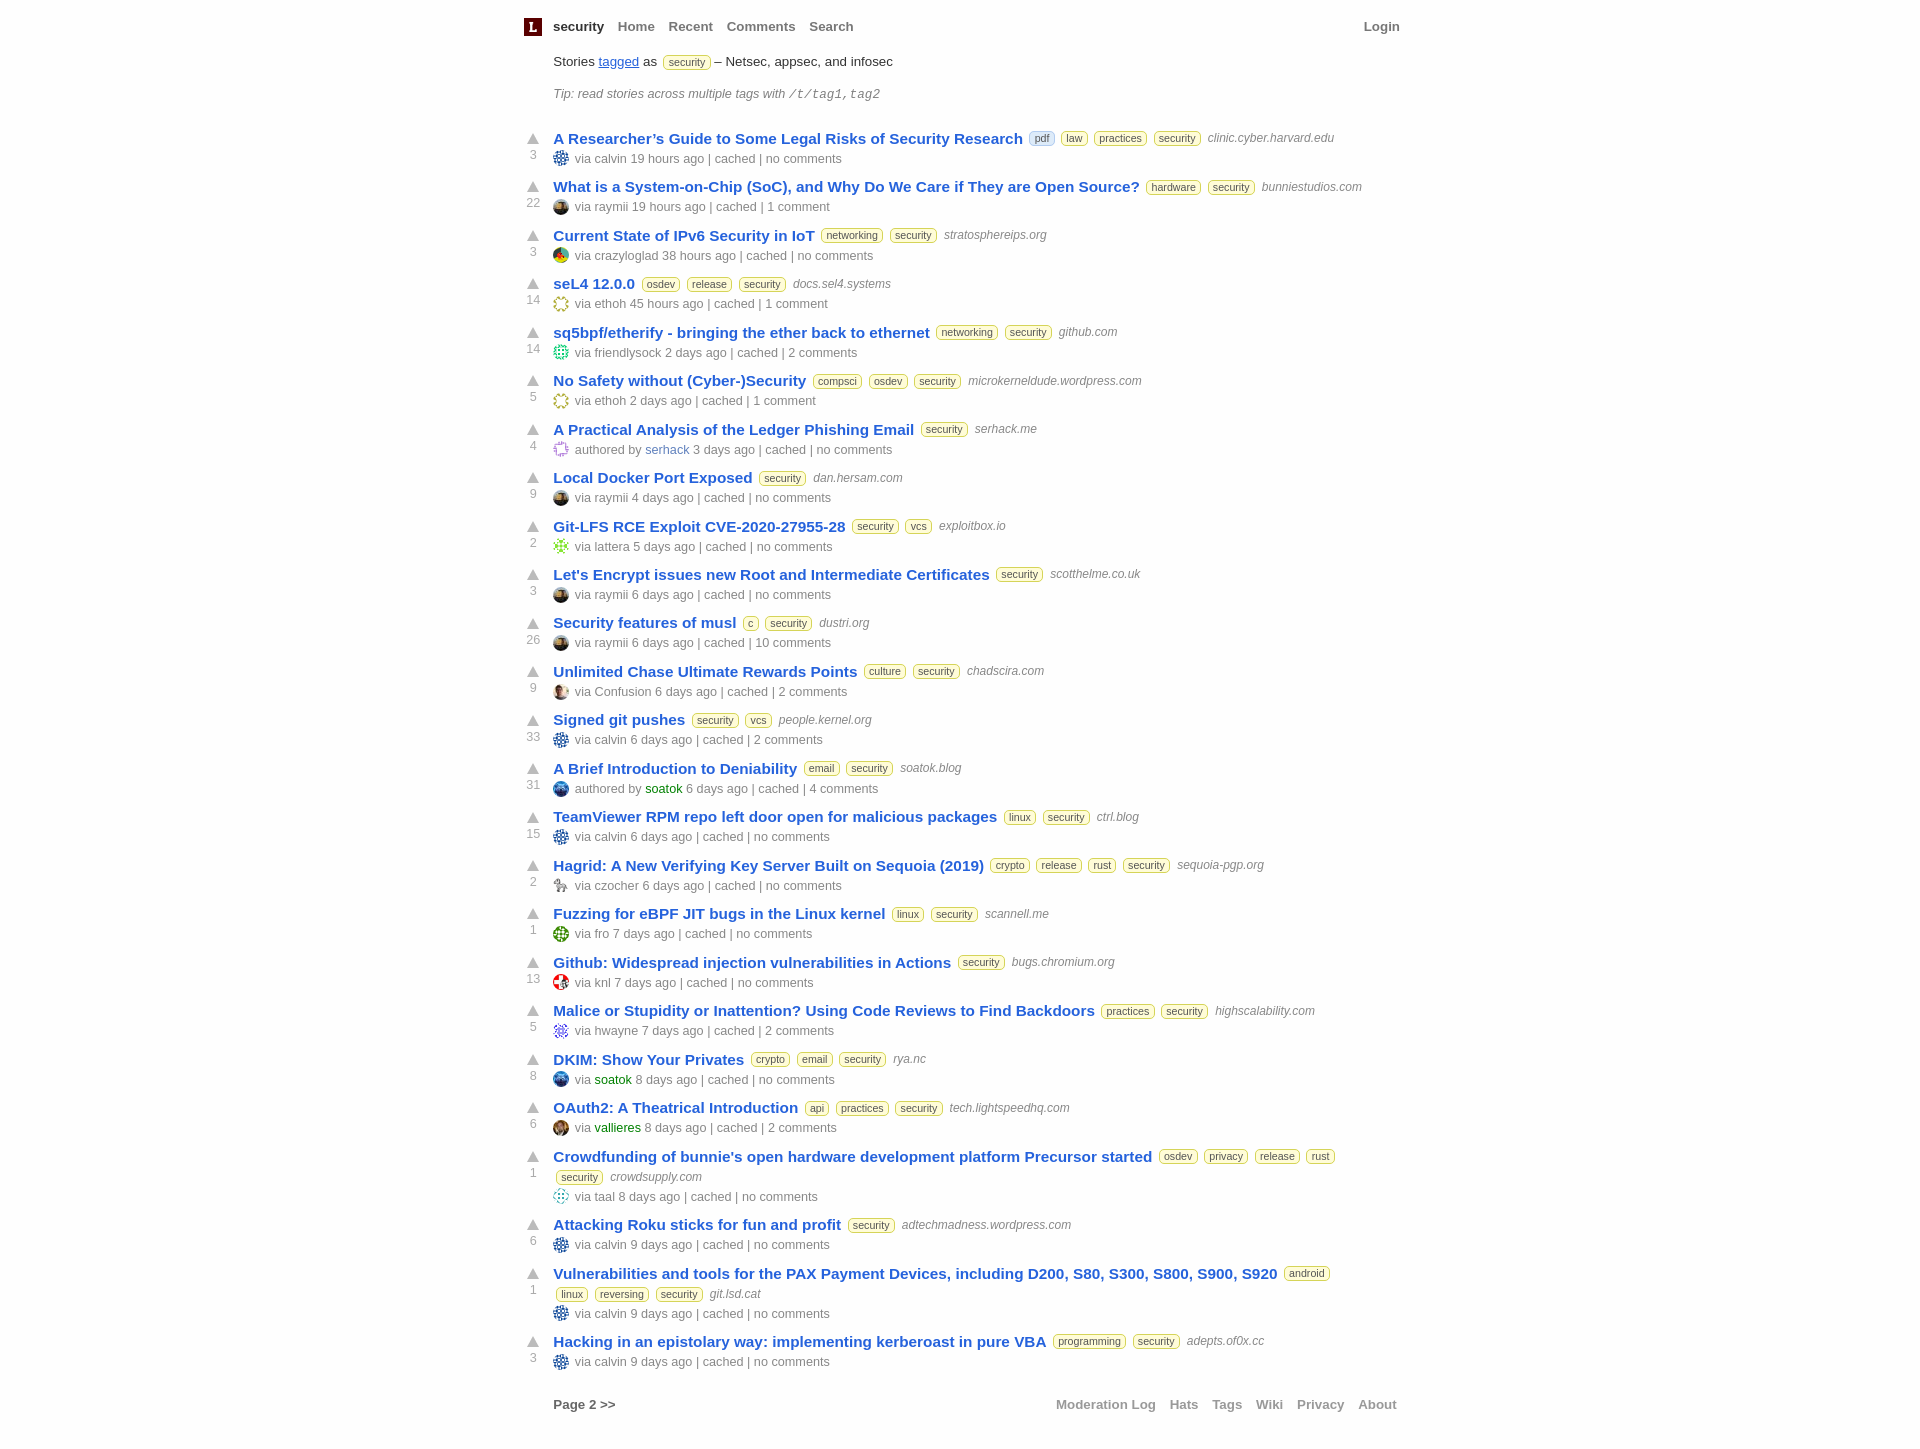 L security Home Recent Comments Search Login
Stories tagged as security – Netsec, appsec, and infosec
Tip: read stories across multiple tags with /t/tag1,tag2
A Researcher’s Guide to Some Legal Risks of Security Research pdf law practices security clinic.cyber.harvard.edu
3 via calvin 19 hours ago | cached | no comments
What is a System-on-Chip (SoC), and Why Do We Care if They are Open Source? hardware security bunniestudios.com
22 via raymii 19 hours ago | cached | 1 comment
Current State of IPv6 Security in IoT networking security stratosphereips.org
3 via crazyloglad 38 hours ago | cached | no comments
seL4 12.0.0 osdev release security docs.sel4.systems
14 via ethoh 45 hours ago | cached | 1 comment
sq5bpf/etherify - bringing the ether back to ethernet networking security github.com
14 via friendlysock 2 days ago | cached | 2 comments
No Safety without (Cyber-)Security compsci osdev security microkerneldude.wordpress.com
5 via ethoh 2 days ago | cached | 1 comment
A Practical Analysis of the Ledger Phishing Email security serhack.me
4 authored by serhack 3 days ago | cached | no comments
Local Docker Port Exposed security dan.hersam.com
9 via raymii 4 days ago | cached | no comments
Git-LFS RCE Exploit CVE-2020-27955-28 security vcs exploitbox.io
2 via lattera 5 days ago | cached | no comments
Let's Encrypt issues new Root and Intermediate Certificates security scotthelme.co.uk
3 via raymii 6 days ago | cached | no comments
Security features of musl c security dustri.org
26 via raymii 6 days ago | cached | 10 comments
Unlimited Chase Ultimate Rewards Points culture security chadscira.com
9 via Confusion 6 days ago | cached | 2 comments
Signed git pushes security vcs people.kernel.org
33 via calvin 6 days ago | cached | 2 comments
A Brief Introduction to Deniability email security soatok.blog
31 authored by soatok 6 days ago | cached | 4 comments
TeamViewer RPM repo left door open for malicious packages linux security ctrl.blog
15 via calvin 6 days ago | cached | no comments
Hagrid: A New Verifying Key Server Built on Sequoia (2019) crypto release rust security sequoia-pgp.org
2 via czocher 6 days ago | cached | no comments
Fuzzing for eBPF JIT bugs in the Linux kernel linux security scannell.me
1 via fro 7 days ago | cached | no comments
Github: Widespread injection vulnerabilities in Actions security bugs.chromium.org
13 via knl 7 days ago | cached | no comments
Malice or Stupidity or Inattention? Using Code Reviews to Find Backdoors practices security highscalability.com
5 via hwayne 7 days ago | cached | 2 comments
DKIM: Show Your Privates crypto email security rya.nc
8 via soatok 8 days ago | cached | no comments
OAuth2: A Theatrical Introduction api practices security tech.lightspeedhq.com
6 via vallieres 8 days ago | cached | 2 comments
Crowdfunding of bunnie's open hardware development platform Precursor started osdev privacy release rust
1 security crowdsupply.com
via taal 8 days ago | cached | no comments
Attacking Roku sticks for fun and profit security adtechmadness.wordpress.com
6 via calvin 9 days ago | cached | no comments
Vulnerabilities and tools for the PAX Payment Devices, including D200, S80, S300, S800, S900, S920 android
1 linux reversing security git.lsd.cat
via calvin 9 days ago | cached | no comments
Hacking in an epistolary way: implementing kerberoast in pure VBA programming security adepts.of0x.cc
3 via calvin 9 days ago | cached | no comments
Page 2 >> Moderation Log Hats Tags Wiki Privacy About